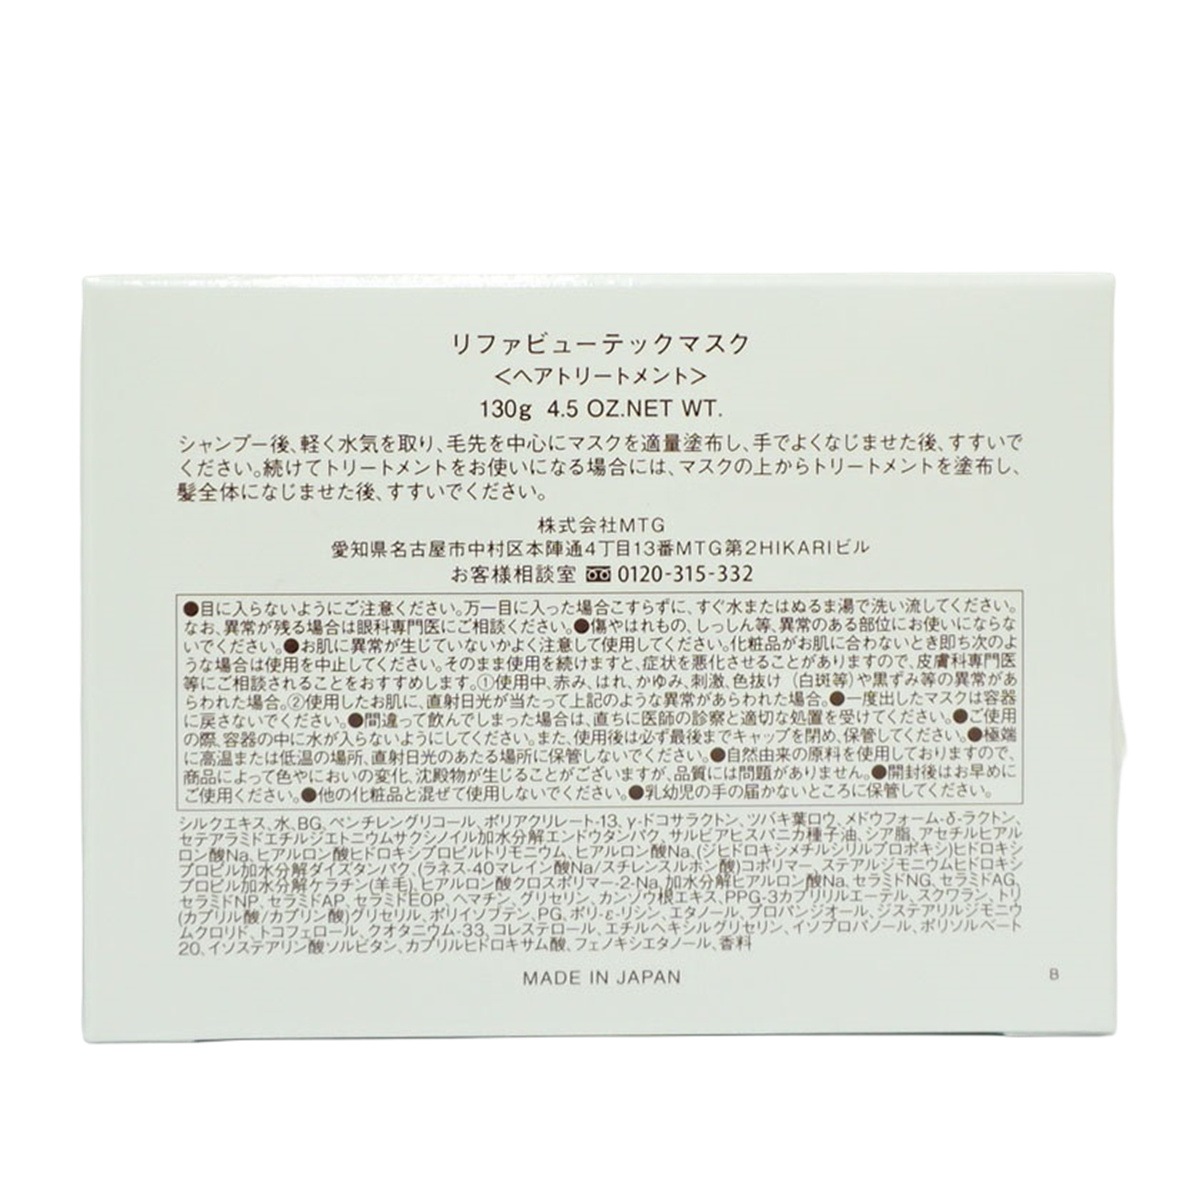 リファビューテックマスク
＜ヘアトリートメント＞
130g 4.5 OZ.NET WT.
シャンプー後、軽く水気を取り、毛先を中心にマスクを適量塗布し、手でよくなじませた後、すすいで
ください。続けてトリートメントをお使いになる場合には、マスクの上からトリートメントを塗布し、
髪全体になじませた後、すすいでください。
株式会社MTG
愛知県名古屋市中村区本陣通4丁目13番MTG第2HIKARIビル
お客様相談室 0120-315-332
●目に入らないようにご注意ください。万一目に入った場合こすらずに、すぐ水またはぬるま湯で洗い流してください。
なお、異常が残る場合は眼科専門医にご相談ください。●傷やはれもの、しっしん等、異常のある部位にお使いにならな
いでください。●お肌に異常が生じていないかよく注意して使用してください。化粧品がお肌に合わないとき即ち次のよ
うな場合は使用を中止してください。そのまま使用を続けますと、症状を悪化させることがありますので、皮膚科専門医
等にご相談されることをおすすめします。①使用中、赤み、はれ、かゆみ、刺激、色抜け（白斑等）や黒ずみ等の異常があ
らわれた場合。②使用したお肌に、直射日光が当たって上記のような異常があらわれた場合。●一度出したマスクは容器
に戻さないでください。●間違って飲んでしまった場合は、直ちに医師の診察と適切な処置を受けてください。●ご使用
の際、容器の中に水が入らないようにしてください。また、使用後は必ず最後までキャップを閉め、保管してください。●極端
に高温または低温の場所、直射日光のあたる場所に保管しないでください。●自然由来の原料を使用しておりますので、
商品によって色やにおいの変化、沈殿物が生じることがございますが、品質には問題がありません。●開封後はお早めに
ご使用ください。●他の化粧品と混ぜて使用しないでください。●乳幼児の手の届かないところに保管してください。
シルクエキス、水、BG、ペンチレングリコール、ポリアクリレート-13、γ-ドコサラクトン、ツバキ葉ロウ、メドウフォーム-δ-ラクトン、
セテアラミドエチルジエトニウムサクシノイル加水分解エンドウタンパク、サルビアヒスパニカ種子油、シア脂、アセチルヒアル
ロン酸Na、ヒアルロン酸ヒドロキシプロピルトリモニウム、ヒアルロン酸Na、(ジヒドロキシメチルシリルプロポキシ)ヒドロキシ
プロピル加水分解ダイズタンパク、(ラネス-40マレイン酸Na/スチレンスルホン酸)コポリマー、ステアルジモニウムヒドロキシ
プロピル加水分解ケラチン(羊毛)、ヒアルロン酸クロスポリマー-2-Na、加水分解ヒアルロン酸Na、セラミドNG、セラミドAG、
セラミドNP、セラミドAP、セラミドEOP、ヘマチン、グリセリン、カンゾウ根エキス、PPG-3カプリリルエーテル、スクワラン、トリ
(カプリル酸/カプリン酸)グリセリル、ポリイソブテン、PG、ポリ-ε-リシン、エタノール、プロパンジオール、ジステアリルジモニウ
ムクロリド、トコフェロール、クオタニウム-33、コレステロール、エチルヘキシルグリセリン、イソプロパノール、ポリソルベート
20、イソステアリン酸ソルビタン、カプリルヒドロキサム酸、フェノキシエタノール、香料
MADE IN JAPAN
B